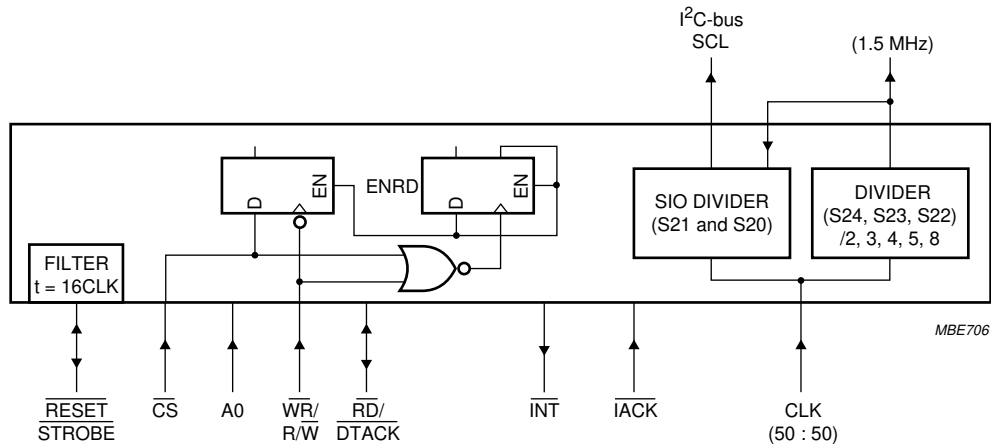 I²C-bus
SCL
(1.5 MHz)
D
EN
ENRD
D
EN
SIO DIVIDER
(S21 and S20)
DIVIDER
(S24, S23, S22)
/2, 3, 4, 5, 8
FILTER
t = 16CLK
MBE706
RESET
STROBE
CS
A0
WR/
R/W
RD/
DTACK
INT
IACK
CLK
(50 : 50)